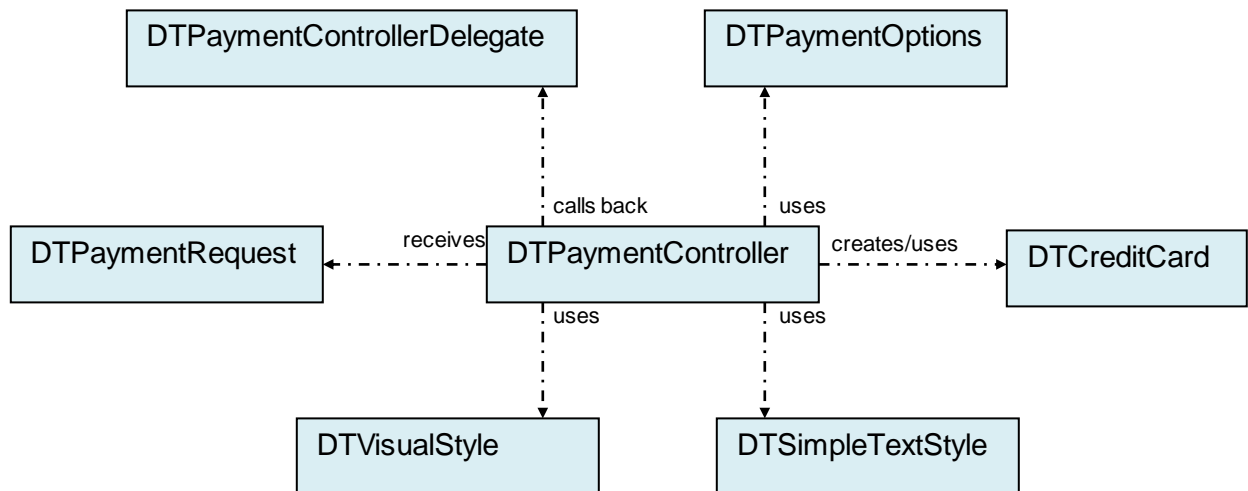 DTPaymentControllerDelegate
DTPaymentOptions
calls back
uses
DTPaymentRequest
receives
DTPaymentController
creates/uses
DTCreditCard
uses
uses
DTVisualStyle
DTSimpleTextStyle